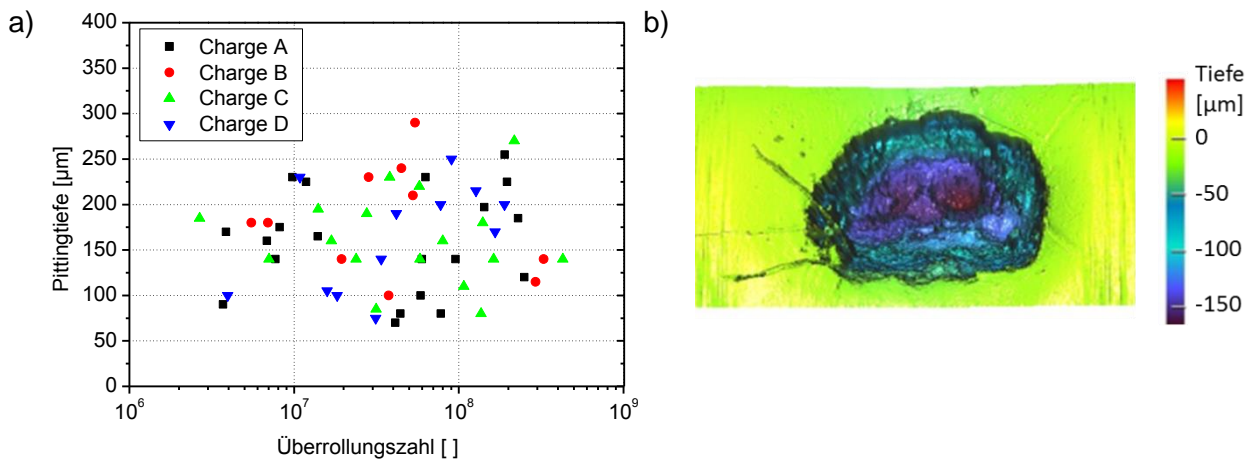 a)
400
350
300
250
200
150
100
50
0
Pittingtiefe [µm]
Charge A
Charge B
Charge C
Charge D
10^6
10^7
10^8
10^9
Überrollungszahl [ ]
b)
Tiefe
[µm]
0
-50
-100
-150